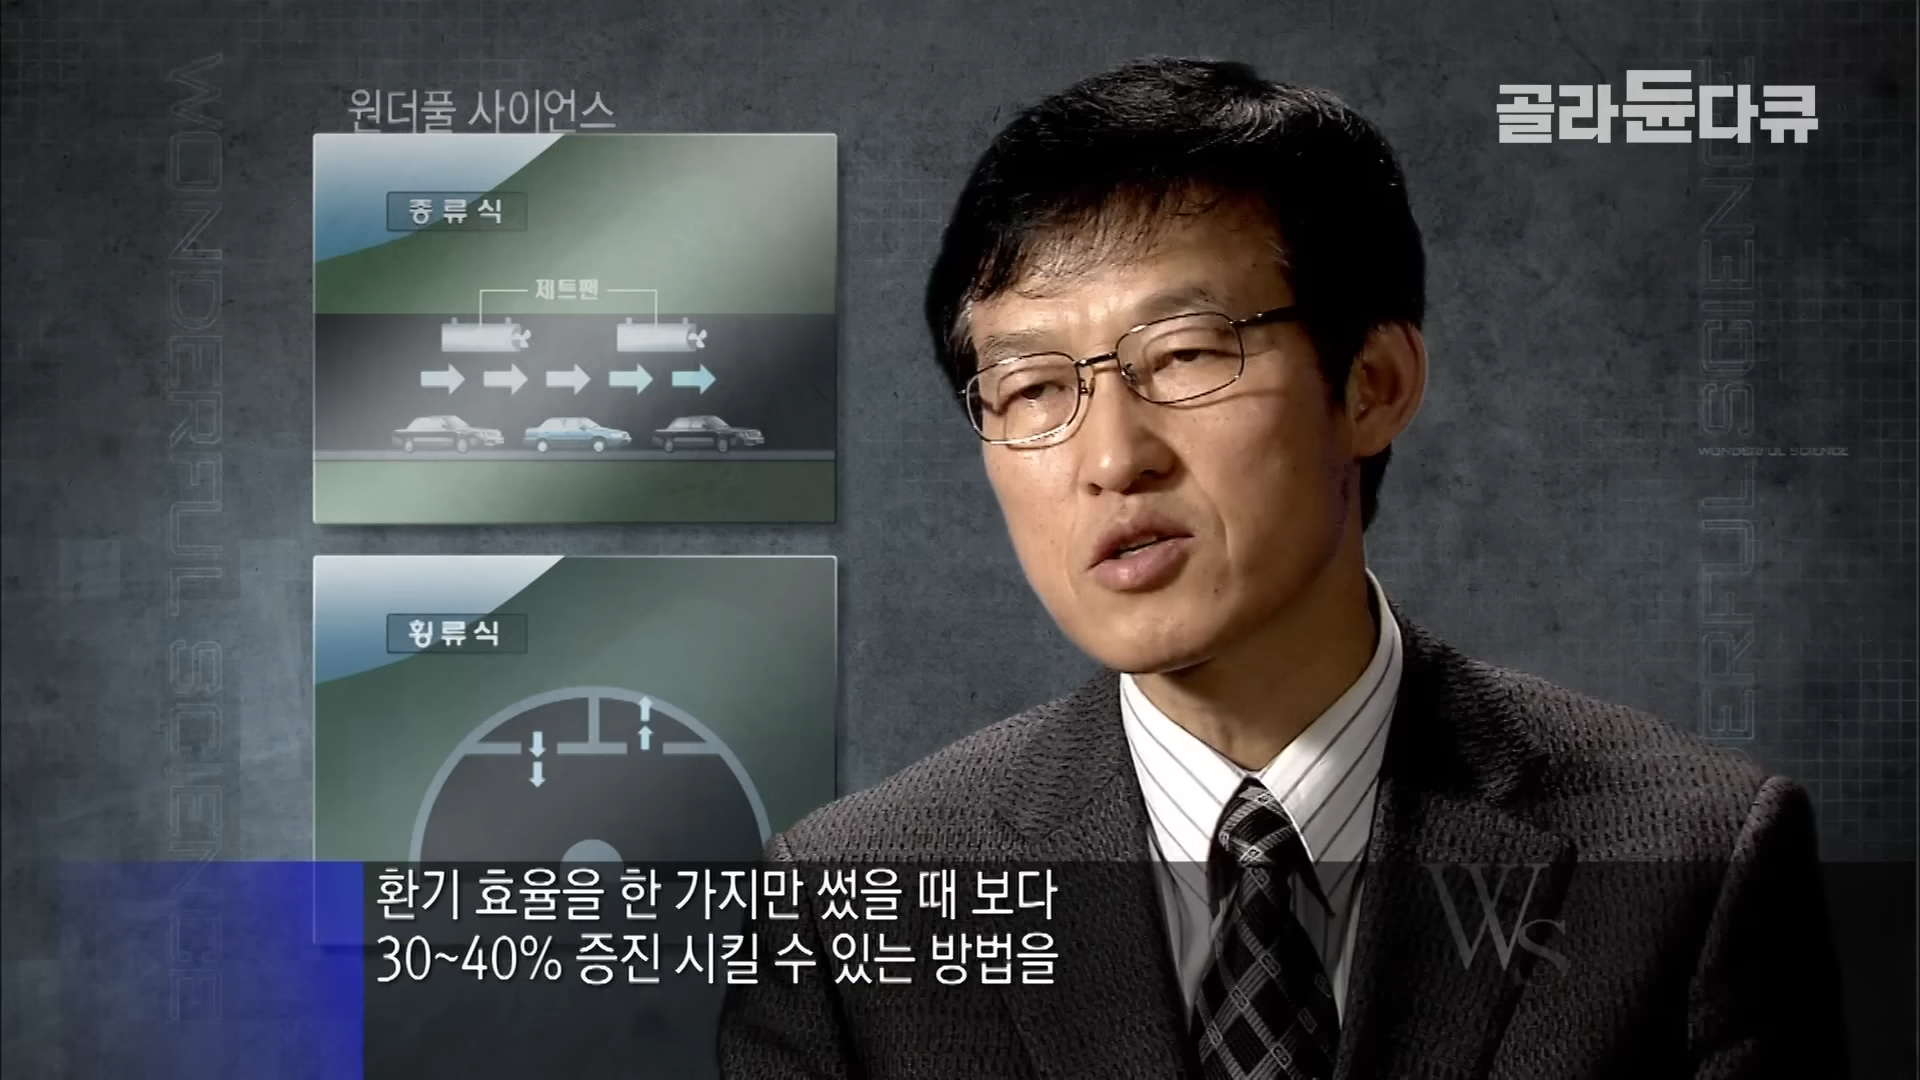 원더풀 사이언스
골라듄다큐
종류식
제트팬
횡류식
WONDERFUL SCIENCE
WONDERFUL SCIENCE
ERFUL SCIENCE
환기 효율을 한 가지만 썼을 때 보다
30~40% 증진 시킬 수 있는 방법을
WS